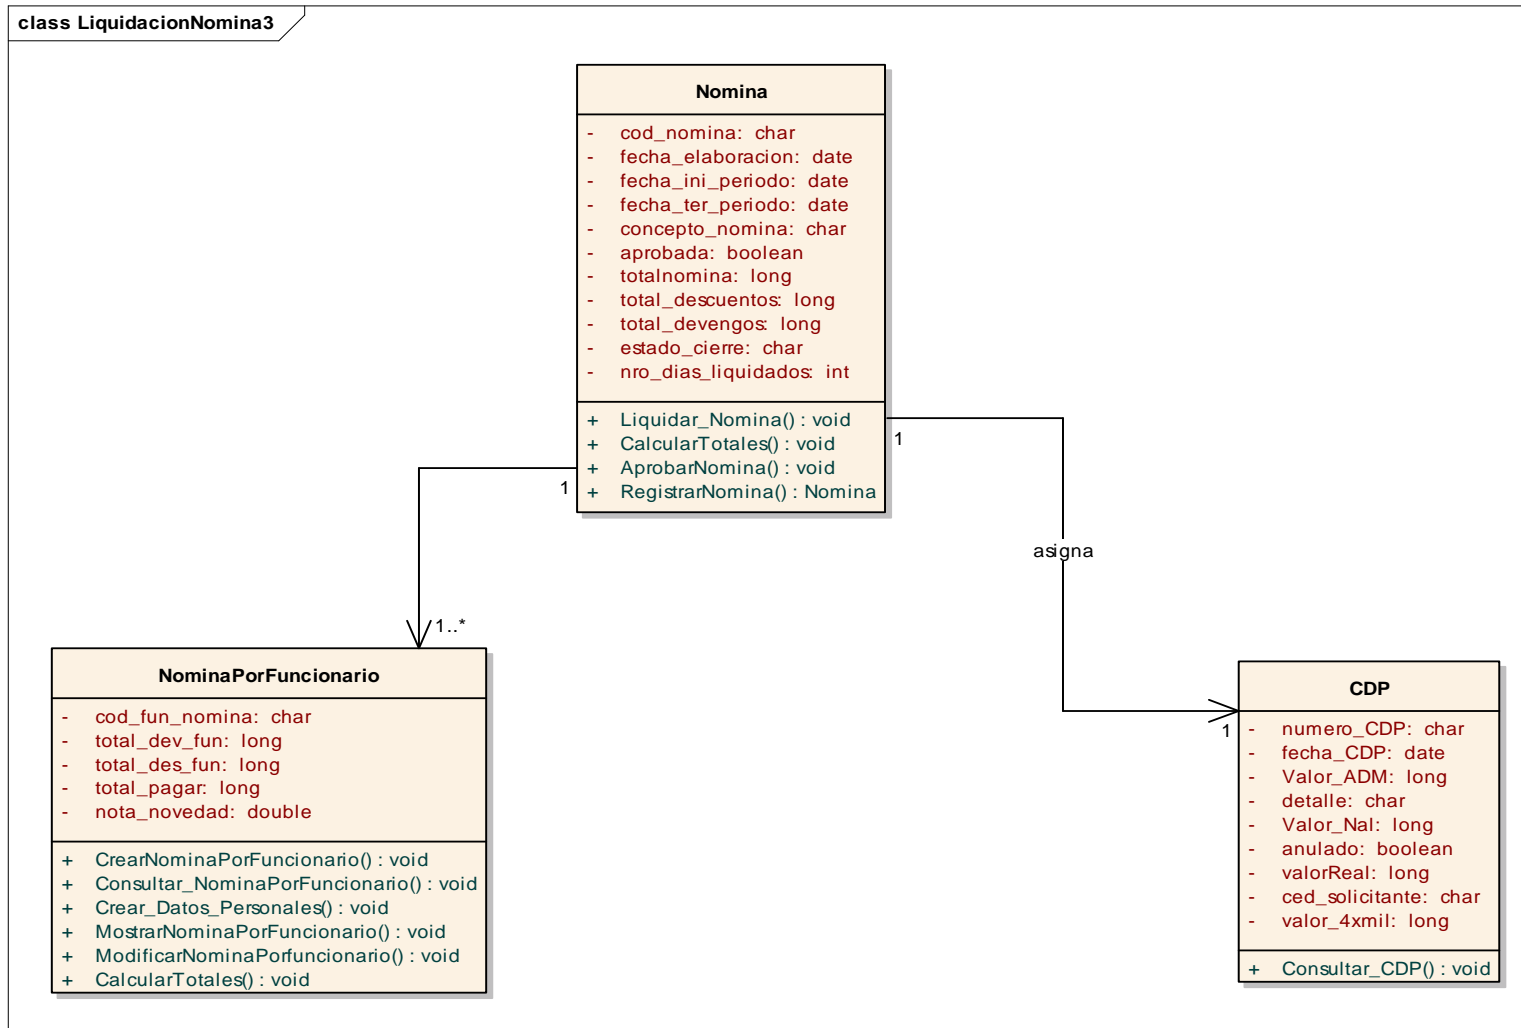 class LiquidacionNomina3
Nomina
- cod_nomina: char
- fecha_elaboracion: date
- fecha_ini_periodo: date
- fecha_ter_periodo: date
- concepto_nomina: char
- aprobada: boolean
- totalnomina: long
- total_descuentos: long
- total_devengos: long
- estado_cierre: char
- nro_dias_liquidados: int
+ Liquidar_Nomina() : void
+ CalcularTotales() : void
+ AprobarNomina() : void
+ RegistrarNomina() : Nomina
1
1
asigna
1..*
1
NominaPorFuncionario
- cod_fun_nomina: char
- total_dev_fun: long
- total_des_fun: long
- total_pagar: long
- nota_novedad: double
+ CrearNominaPorFuncionario() : void
+ Consultar_NominaPorFuncionario() : void
+ Crear_Datos_Personales() : void
+ MostrarNominaPorFuncionario() : void
+ ModificarNominaPorfuncionario() : void
+ CalcularTotales() : void
CDP
- numero_CDP: char
- fecha_CDP: date
- Valor_ADM: long
- detalle: char
- Valor_Nal: long
- anulado: boolean
- valorReal: long
- ced_solicitante: char
- valor_4xmil: long
+ Consultar_CDP() : void